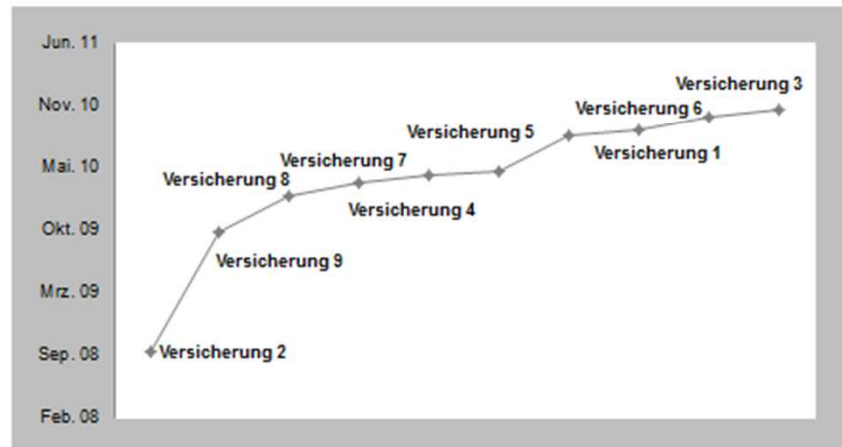 Jun. 11
Versicherung 3
Nov. 10
Versicherung 6
Versicherung 5
Versicherung 1
Versicherung 7
Mai. 10
Versicherung 8
Versicherung 4
Okt. 09
Versicherung 9
Mrz. 09
Sep. 08
Versicherung 2
Feb. 08